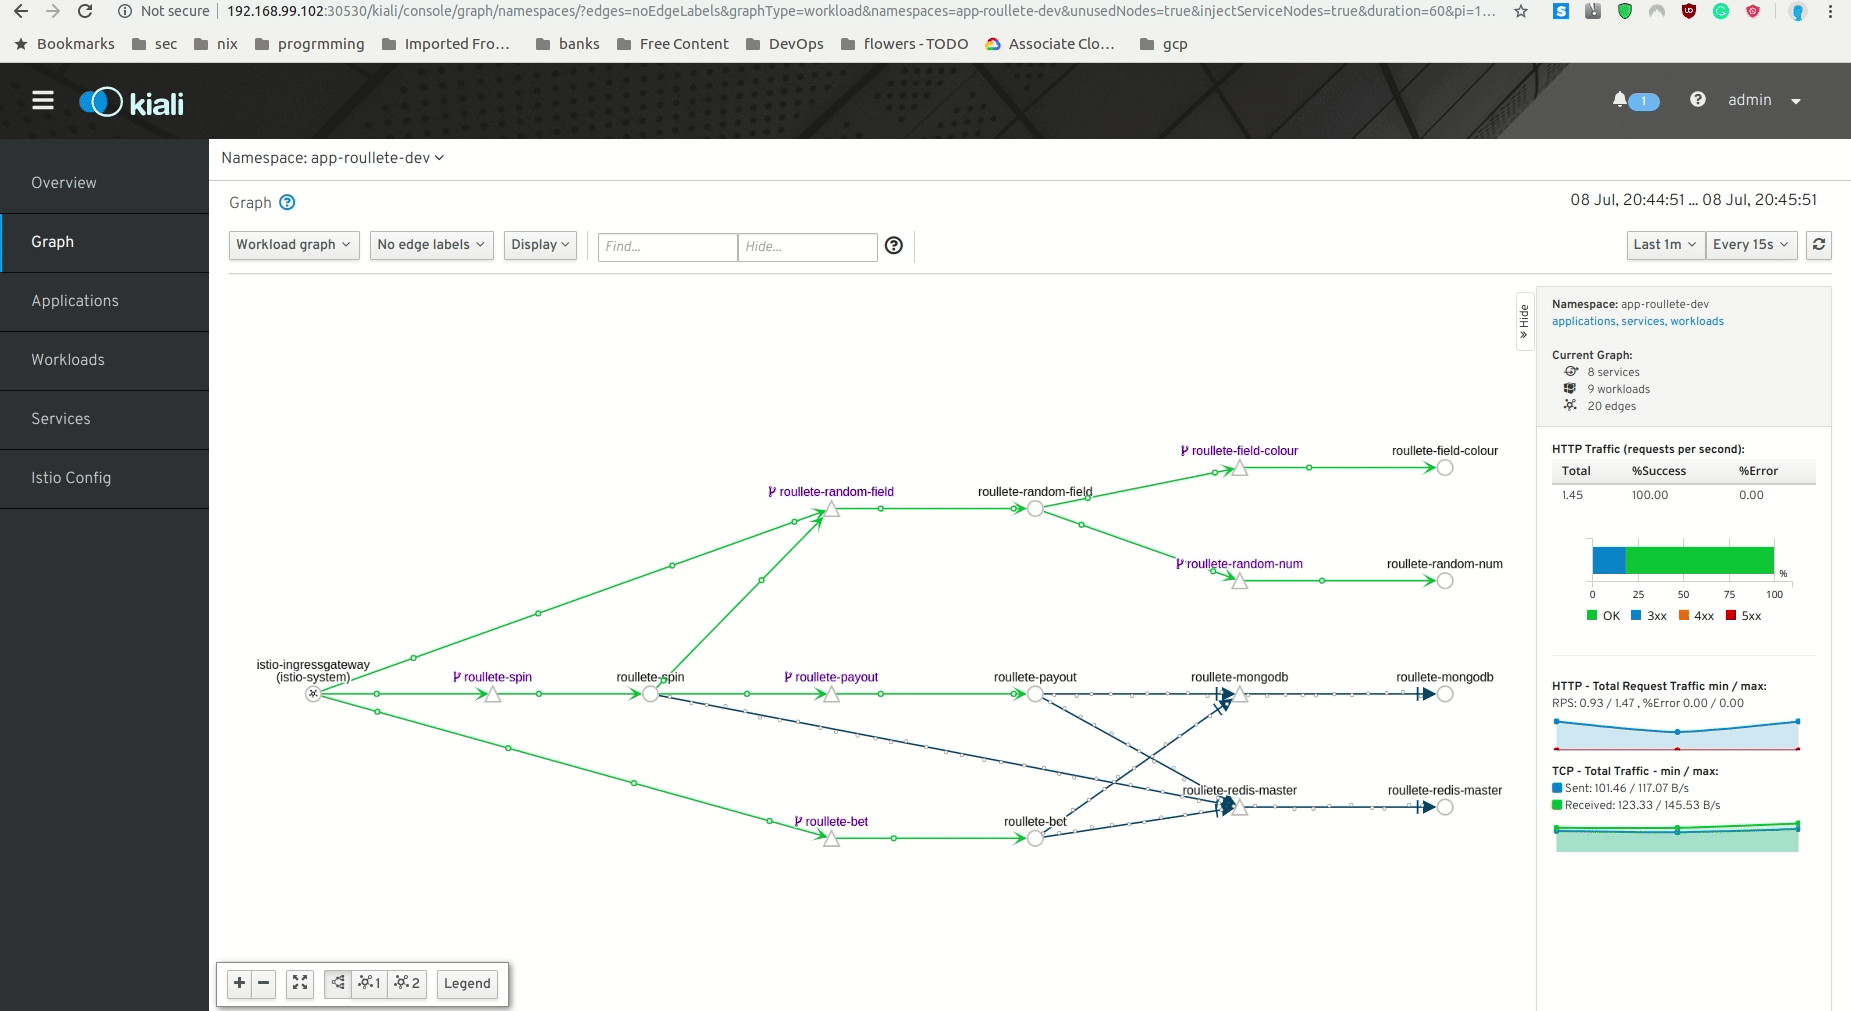 Not secure
192.168.99.102:30530/kiali/console/graph/namespaces/?edges=noEdgeLabels&graphType=workload&namespaces=app-roullete-dev&unusedNodes=true&injectServiceNodes=true&duration=60&pi=1...
Bookmarks sec nix progrmming Imported Fro... banks Free Content DevOps flowers - TODO Associate Clo... gcp
kiali
1
admin
Namespace: app-roullete-dev
Overview
Graph
Applications
Workloads
Services
Istio Config
Graph
08 Jul, 20:44:51 ... 08 Jul, 20:45:51
Workload graph
No edge labels
Display
Find...
Hide...
Last 1m
Every 15s
Hide
roullete-field-colour
roullete-field-colour
roullete-random-field
roullete-random-field
roullete-random-num
roullete-random-num
istio-ingressgateway
(istio-system)
roullete-spin
roullete-spin
roullete-payout
roullete-payout
roullete-mongodb
roullete-mongodb
roullete-redis-master
roullete-redis-master
roullete-bet
roullete-bet
Namespace: app-roullete-dev
applications, services, workloads
Current Graph:
8 services
9 workloads
20 edges
HTTP Traffic (requests per second):
Total %Success %Error
1.45 100.00 0.00
%
0 25 50 75 100
OK 3xx 4xx 5xx
HTTP - Total Request Traffic min / max:
RPS: 0.93 / 1.47 , %Error 0.00 / 0.00
TCP - Total Traffic - min / max:
Sent: 101.46 / 117.07 B/s
Received: 123.33 / 145.53 B/s
+ −
1
2
Legend